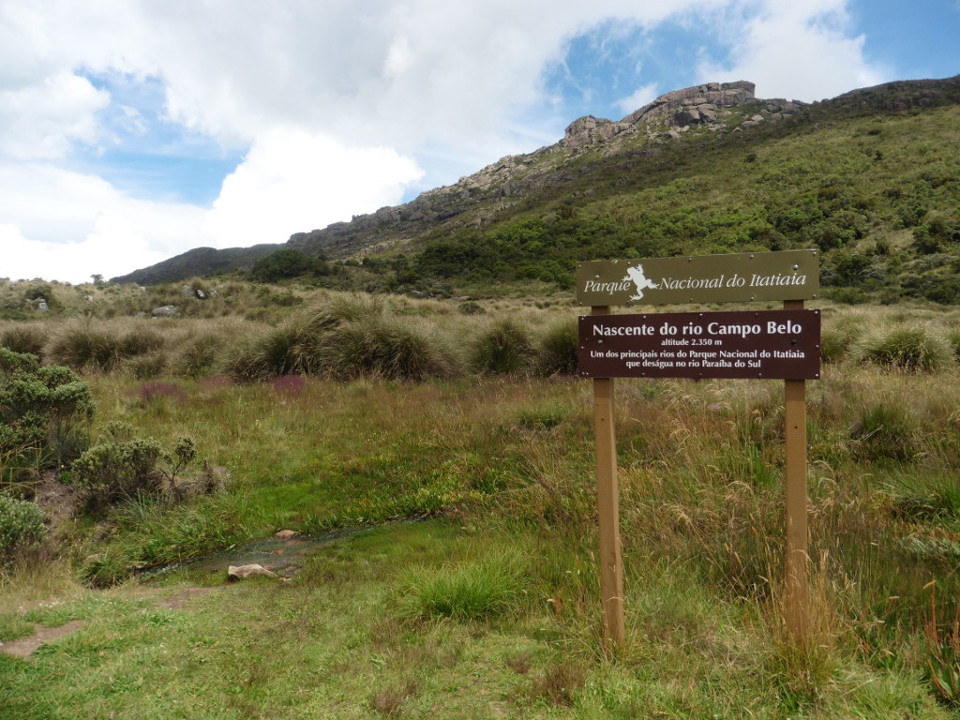 Parque Nacional do Itatiaia
Nascente do rio Campo Belo
altitude 2.350 m
Um dos principais rios do Parque Nacional do Itatiaia
que deságua no rio Paraíba do Sul